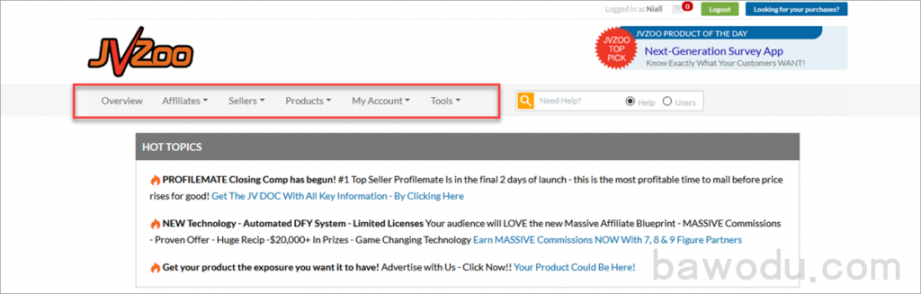 Logged in as Niall 0 Logout Looking for your purchases?
JVZOO
JVZOO TOP PICK
JVZOO PRODUCT OF THE DAY
Next-Generation Survey App
Know Exactly What Your Customers WANT!
Overview Affiliates Sellers Products My Account Tools Need Help? Help Users
HOT TOPICS
PROFILEMATE Closing Comp has begun! #1 Top Seller Profilemate Is in the final 2 days of launch - this is the most profitable time to mail before price
rises for good! Get The JV DOC With All Key Information - By Clicking Here
NEW Technology - Automated DFY System - Limited Licenses Your audience will LOVE the new Massive Affiliate Blueprint - MASSIVE Commissions
- Proven Offer - Huge Recip -$20,000+ In Prizes - Game Changing Technology Earn MASSIVE Commissions NOW With 7, 8 & 9 Figure Partners
Get your product the exposure you want it to have! Advertise with Us - Click Now!! Your Product Could Be Here!
bawodu.com